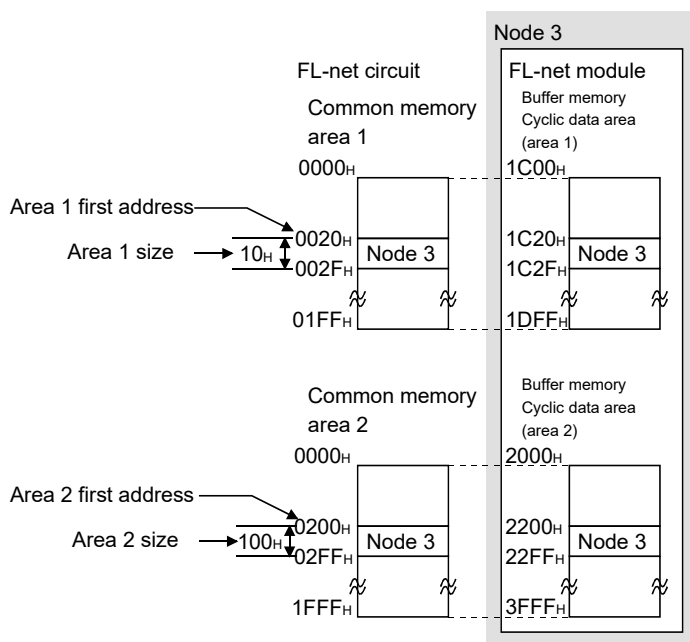 Node 3
FL-net circuit
FL-net module
Common memory
area 1
Buffer memory
Cyclic data area
(area 1)
0000H
1C00H
Area 1 first address
0020H
1C20H
Area 1 size
10H
Node 3
Node 3
002FH
1C2FH
01FFH
1DFFH
Common memory
area 2
Buffer memory
Cyclic data area
(area 2)
0000H
2000H
Area 2 first address
0200H
2200H
Area 2 size
100H
Node 3
Node 3
02FFH
22FFH
1FFFH
3FFFH